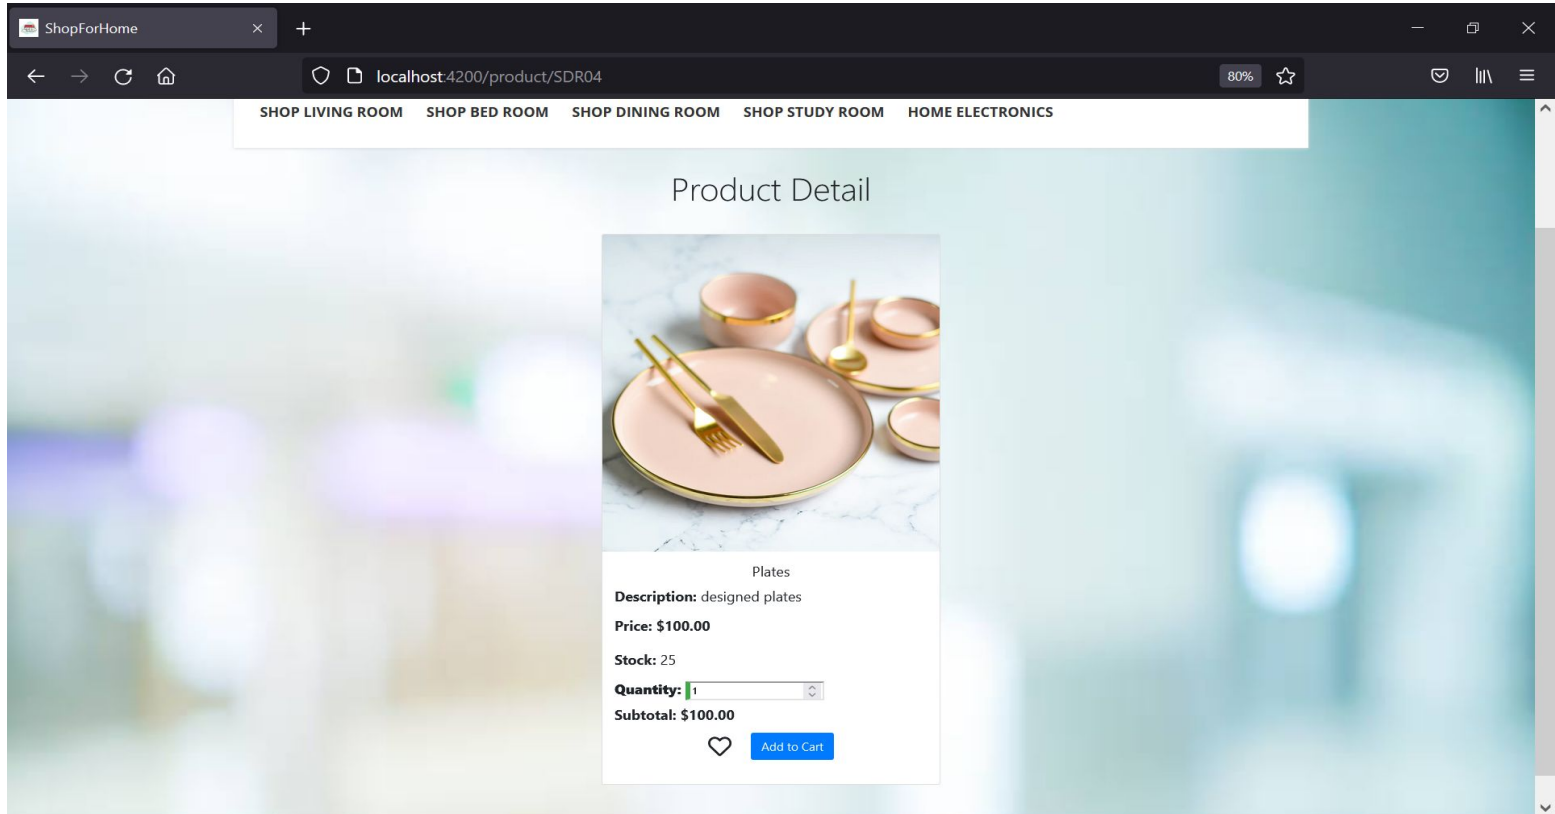 ShopForHome
localhost:4200/product/SDR04
80%
SHOP LIVING ROOM SHOP BED ROOM SHOP DINING ROOM SHOP STUDY ROOM HOME ELECTRONICS
Product Detail
Plates
Description: designed plates
Price: $100.00
Stock: 25
Quantity: 1
Subtotal: $100.00
Add to Cart